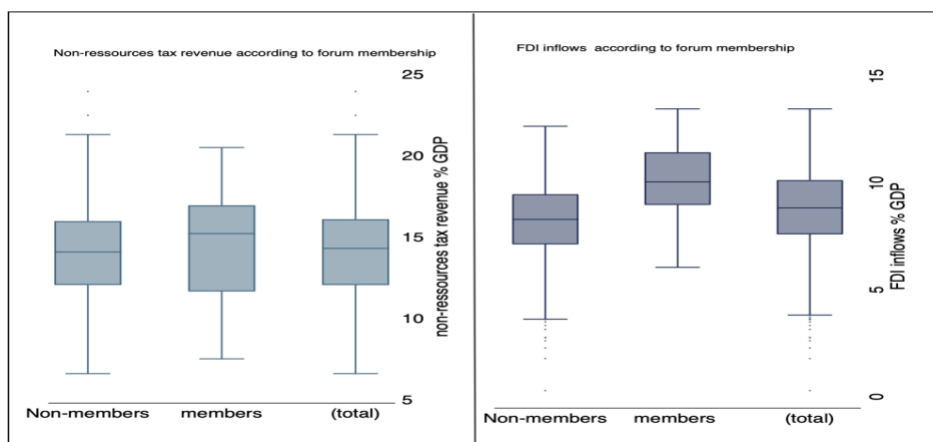 Non-ressources tax revenue according to forum membership
25
20
15
10
5
non-ressources tax revenue % GDP
Non-members members (total)
FDI inflows according to forum membership
15
10
5
0
FDI inflows % GDP
Non-members members (total)